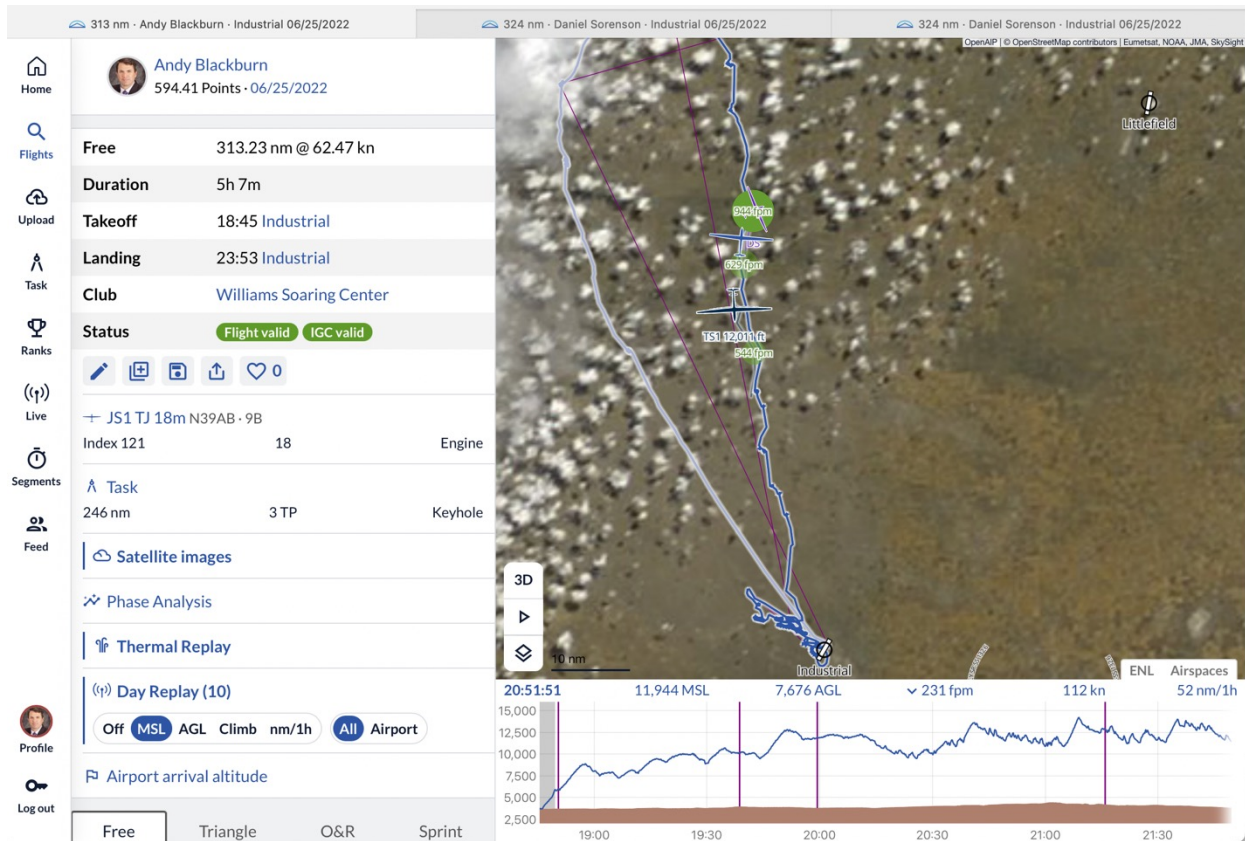 313 nm · Andy Blackburn · Industrial 06/25/2022
324 nm · Daniel Sorenson · Industrial 06/25/2022
324 nm · Daniel Sorenson · Industrial 06/25/2022
Home
Flights
Upload
Task
Ranks
Live
Segments
Feed
Profile
Log out
Andy Blackburn
594.41 Points · 06/25/2022
Free 313.23 nm @ 62.47 kn
Duration 5h 7m
Takeoff 18:45 Industrial
Landing 23:53 Industrial
Club Williams Soaring Center
Status Flight valid IGC valid
0
JS1 TJ 18m N39AB · 9B
Index 121 18 Engine
Task
246 nm 3 TP Keyhole
Satellite images
Phase Analysis
Thermal Replay
Day Replay (10)
Off MSL AGL Climb nm/1h All Airport
Airport arrival altitude
Free Triangle O&R Sprint
OpenAIP | © OpenStreetMap contributors | Eumetsat, NOAA, JMA, SkySight
Littlefield
944 fpm
DS
629 fpm
TS1 12,011 ft
544 fpm
3D
10 nm
Industrial
ENL Airspaces
20:51:51 11,944 MSL 7,676 AGL 231 fpm 112 kn 52 nm/1h
15,000
12,500
10,000
7,500
5,000
2,500
19:00 19:30 20:00 20:30 21:00 21:30